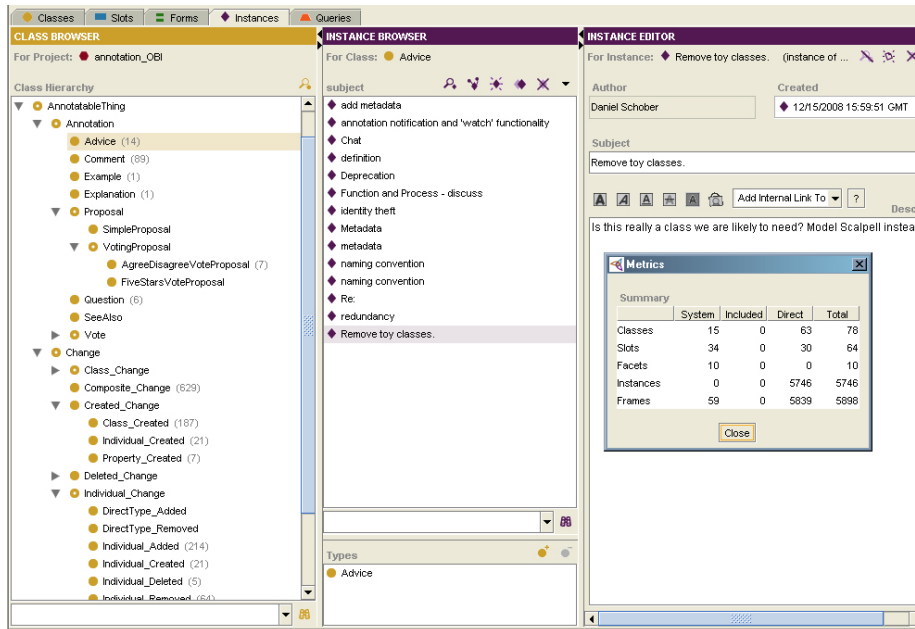 Classes Slots Forms Instances Queries
CLASS BROWSER
For Project: annotation_OBI
Class Hierarchy
AnnotatableThing
Annotation
Advice (14)
Comment (89)
Example (1)
Explanation (1)
Proposal
SimpleProposal
VotingProposal
AgreeDisagreeVoteProposal (7)
FiveStarsVoteProposal
Question (6)
SeeAlso
Vote
Change
Class_Change
Composite_Change (629)
Created_Change
Class_Created (187)
Individual_Created (21)
Property_Created (7)
Deleted_Change
Individual_Change
DirectType_Added
DirectType_Removed
Individual_Added (214)
Individual_Created (21)
Individual_Deleted (5)
Individual_Removed (64)
INSTANCE BROWSER
For Class: Advice
subject
add metadata
annotation notification and 'watch' functionality
Chat
definition
Deprecation
Function and Process - discuss
identity theft
Metadata
metadata
naming convention
naming convention
Re:
redundancy
Remove toy classes.
Types
Advice
INSTANCE EDITOR
For Instance: Remove toy classes. (instance of ...
Author Created
Daniel Schober 12/15/2008 15:59:51 GMT
Subject
Remove toy classes.
A A A A A Add Internal Link To ?
Desc
Is this really a class we are likely to need? Model Scalpell instea
Metrics
Summary
System Included Direct Total
Classes 15 0 63 78
Slots 34 0 30 64
Facets 10 0 0 10
Instances 0 0 5746 5746
Frames 59 0 5839 5898
Close